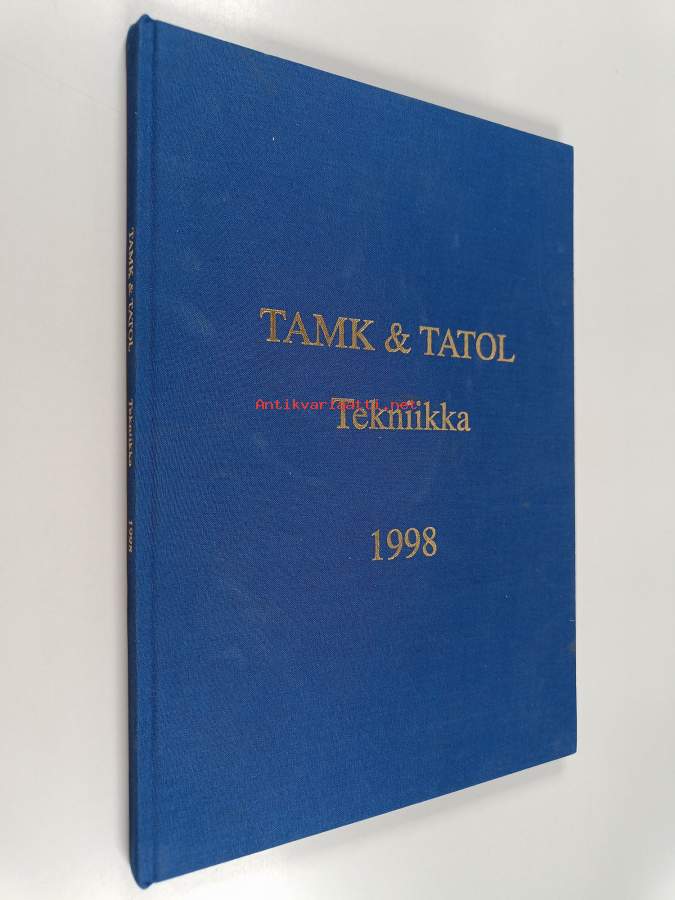 TAMK & TATOL
Antikvariaatti.net
Tekniikka
1998
TAMK & TATOL Tekniikka 1998